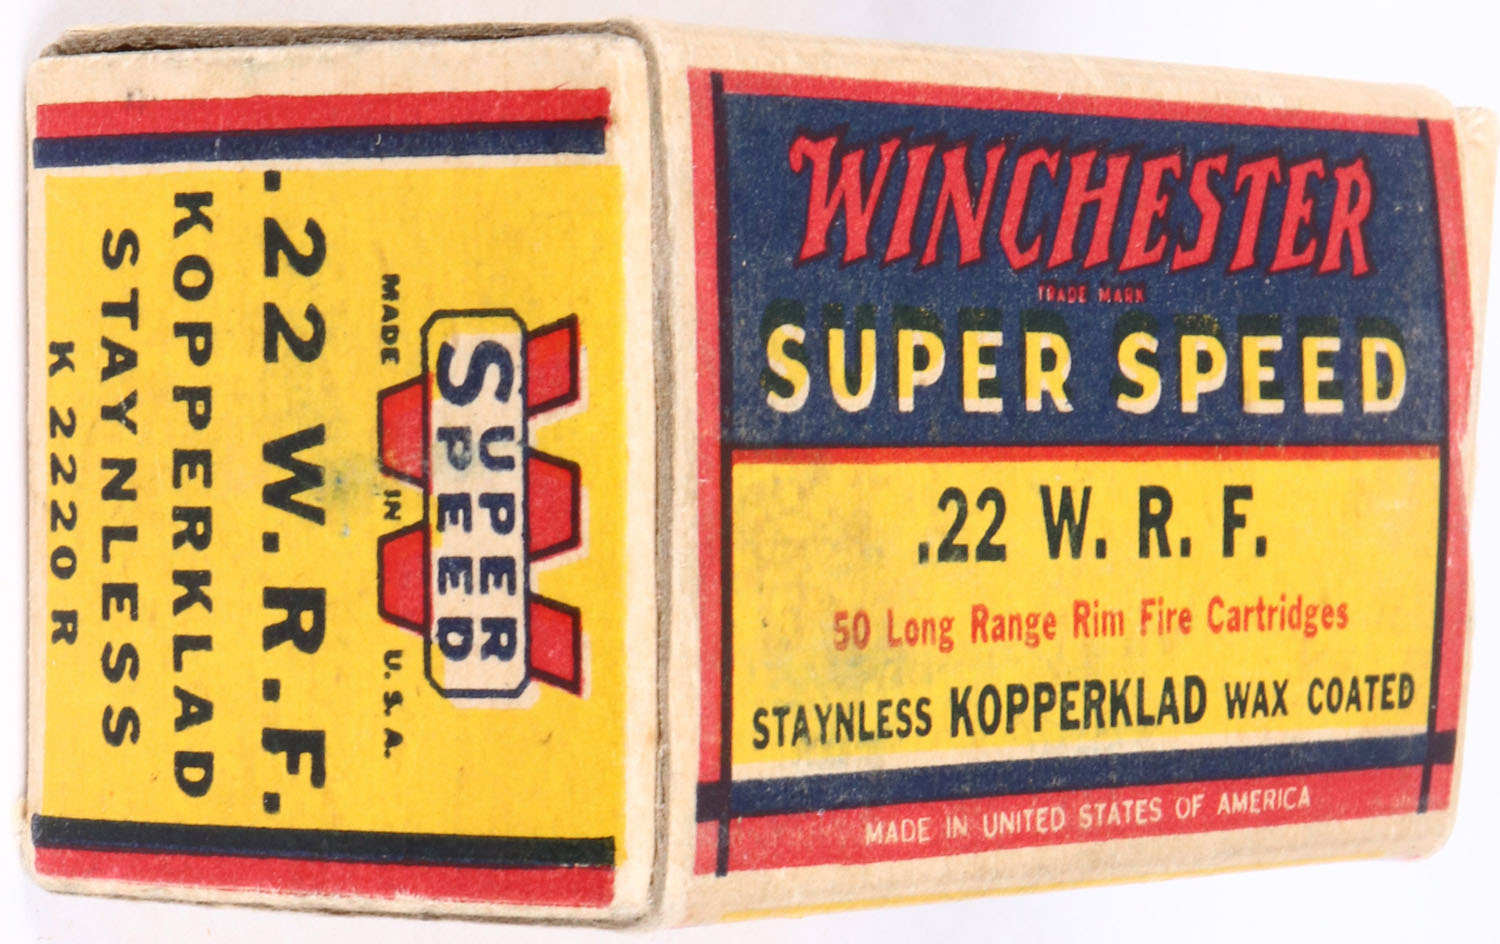 WINCHESTER
TRADE MARK
SUPER SPEED
.22 W. R. F.
50 Long Range Rim Fire Cartridges
STAYNLESS KOPPERKLAD WAX COATED
MADE IN UNITED STATES OF AMERICA
SUPER
SPEED
MADE IN U.S.A.
.22 W.R.F.
KOPPERKLAD
STAYNLESS
K2220R